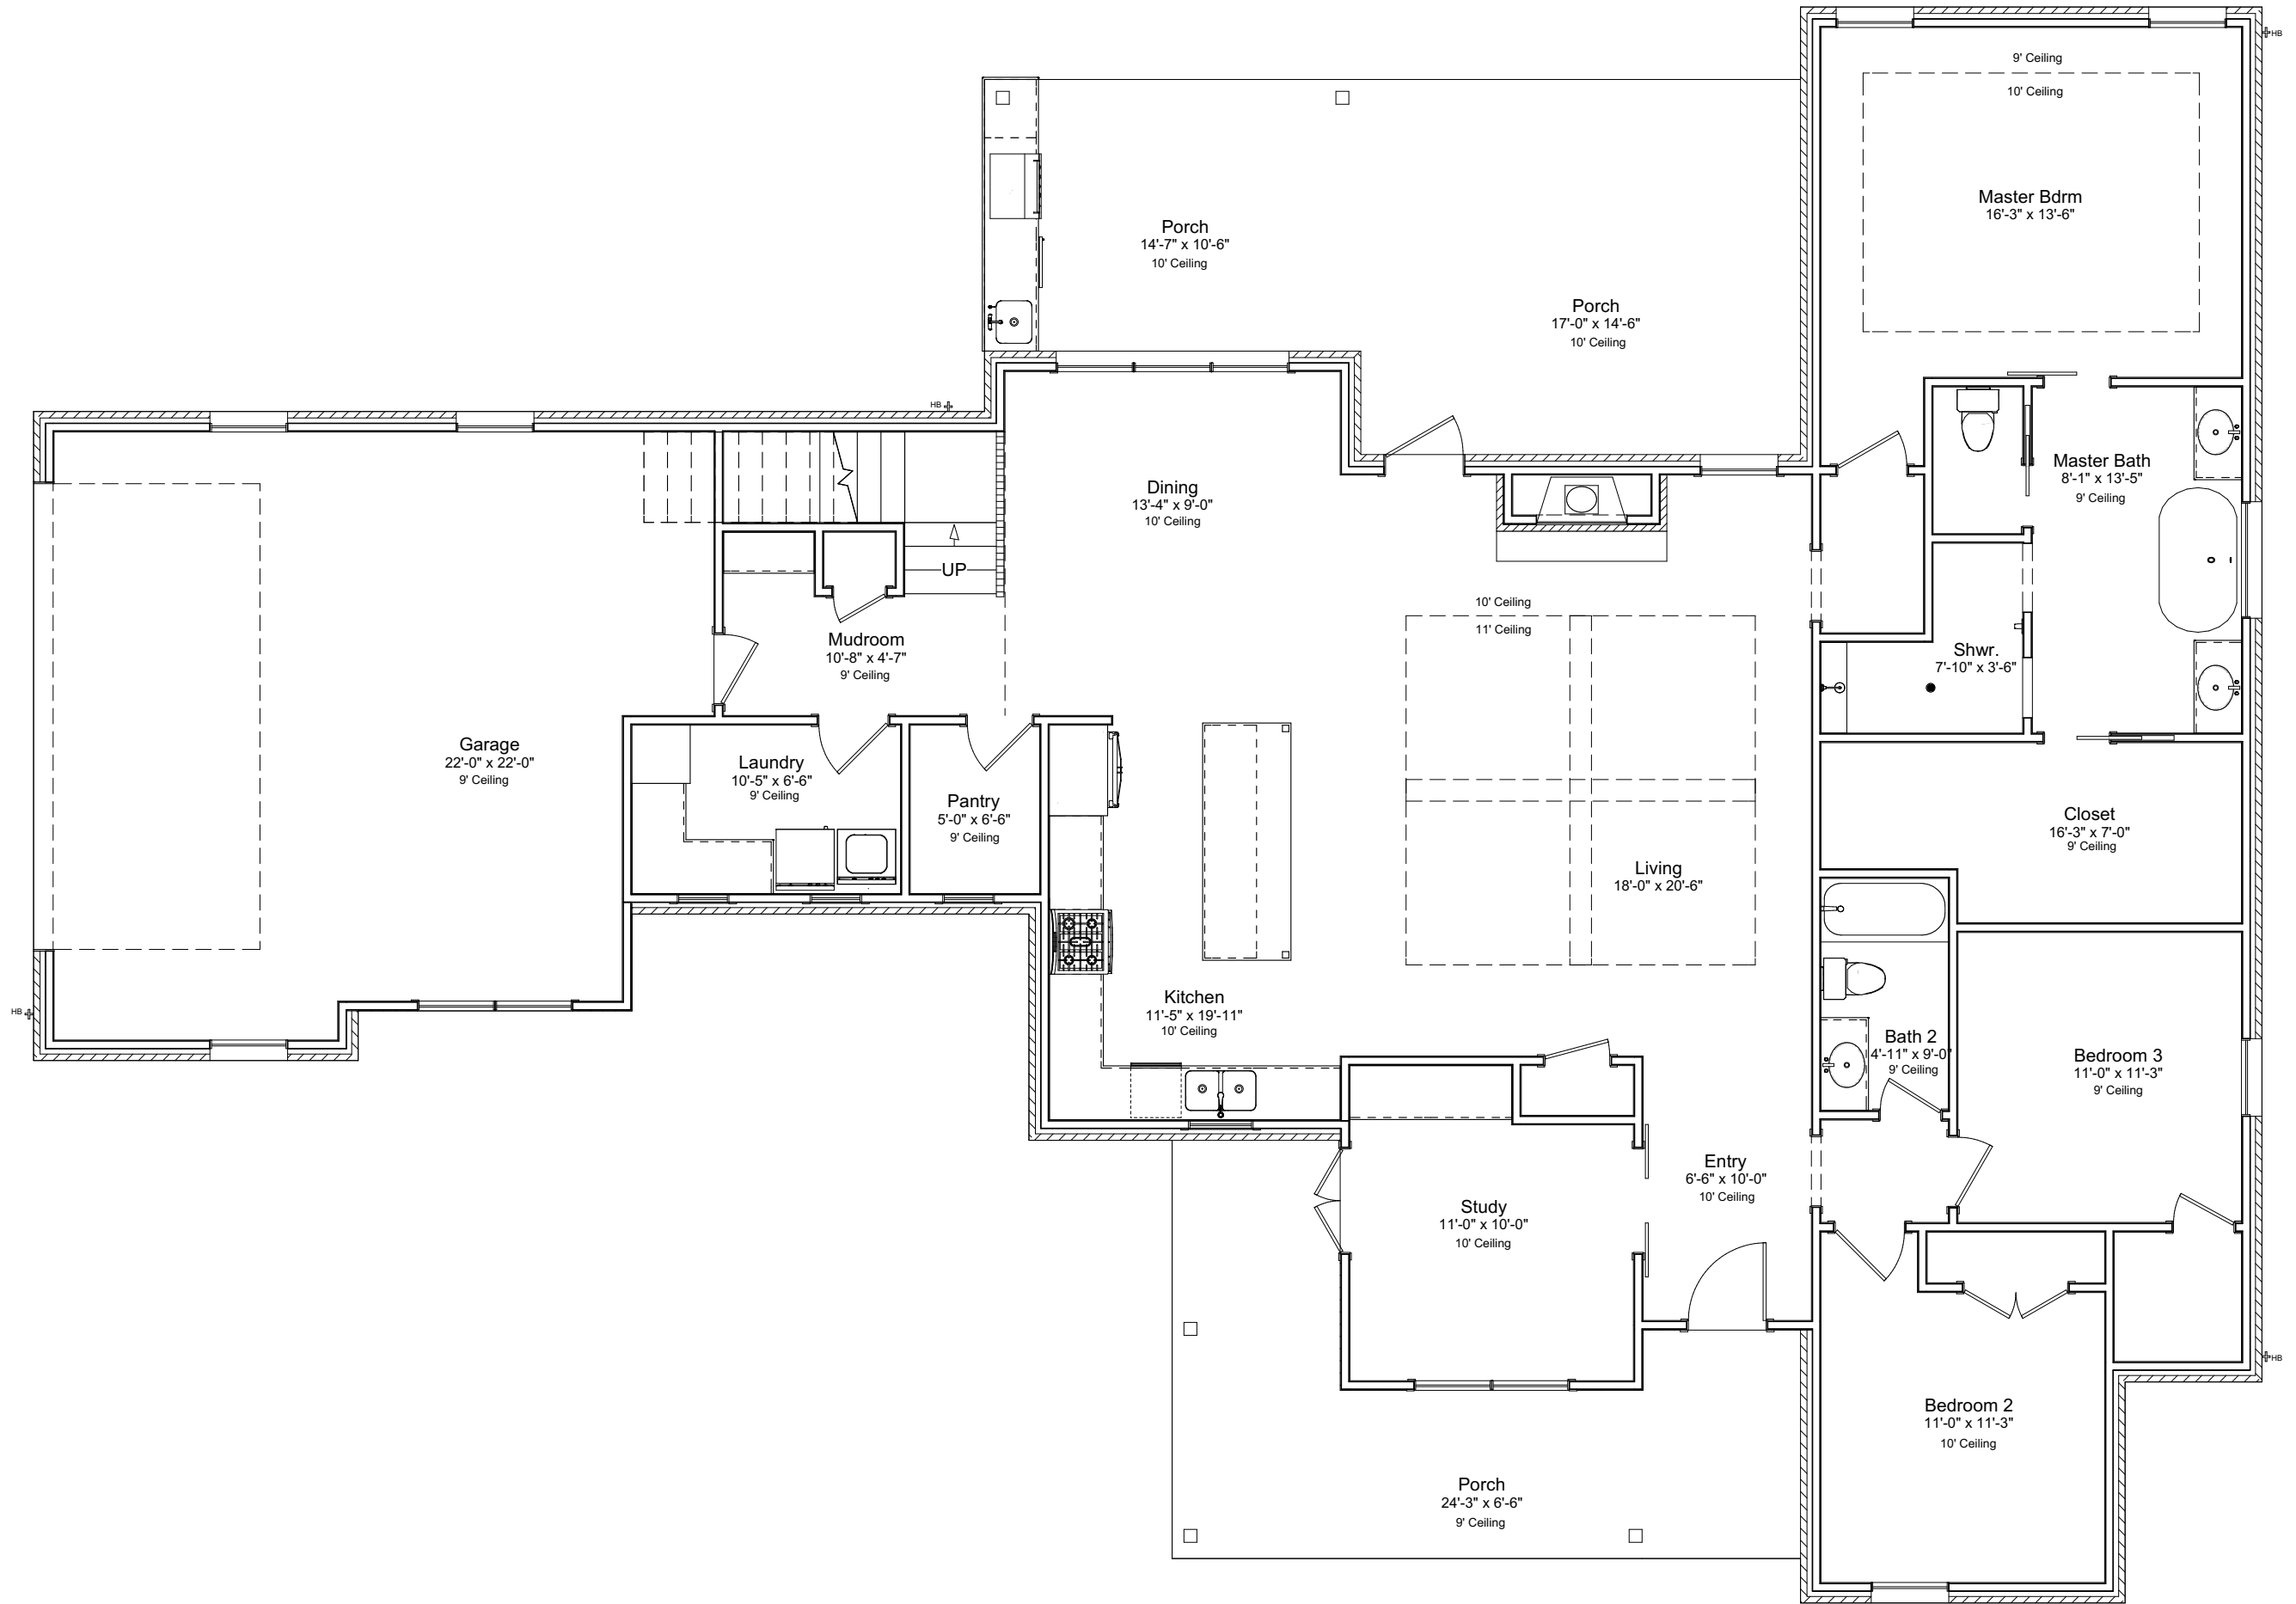 HB
9' Ceiling
10' Ceiling
Master Bdrm
16'-3" x 13'-6"
Porch
14'-7" x 10'-6"
10' Ceiling
Porch
17'-0" x 14'-6"
10' Ceiling
HB
Master Bath
8'-1" x 13'-5"
9' Ceiling
Dining
13'-4" x 9'-0"
10' Ceiling
UP
10' Ceiling
11' Ceiling
Mudroom
10'-8" x 4'-7"
9' Ceiling
Shwr.
7'-10" x 3'-6"
Garage
22'-0" x 22'-0"
9' Ceiling
Laundry
10'-5" x 6'-6"
9' Ceiling
Pantry
5'-0" x 6'-6"
9' Ceiling
Closet
16'-3" x 7'-0"
9' Ceiling
Living
18'-0" x 20'-6"
HB
Kitchen
11'-5" x 19'-11"
10' Ceiling
Bath 2
4'-11" x 9'-0"
9' Ceiling
Bedroom 3
11'-0" x 11'-3"
9' Ceiling
Entry
6'-6" x 10'-0"
10' Ceiling
Study
11'-0" x 10'-0"
10' Ceiling
HB
Bedroom 2
11'-0" x 11'-3"
10' Ceiling
Porch
24'-3" x 6'-6"
9' Ceiling